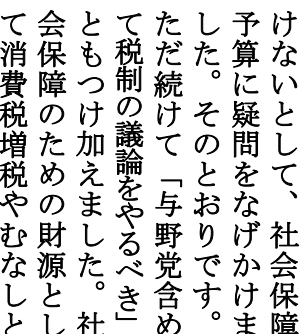 けないとして、社会保障
予算に疑問をなげかけま
した。そのとおりです。
ただ続けて「与野党含め
て税制の議論をやるべき」
ともつけ加えました。社
会保障のための財源とし
て消費税増税やむなしと